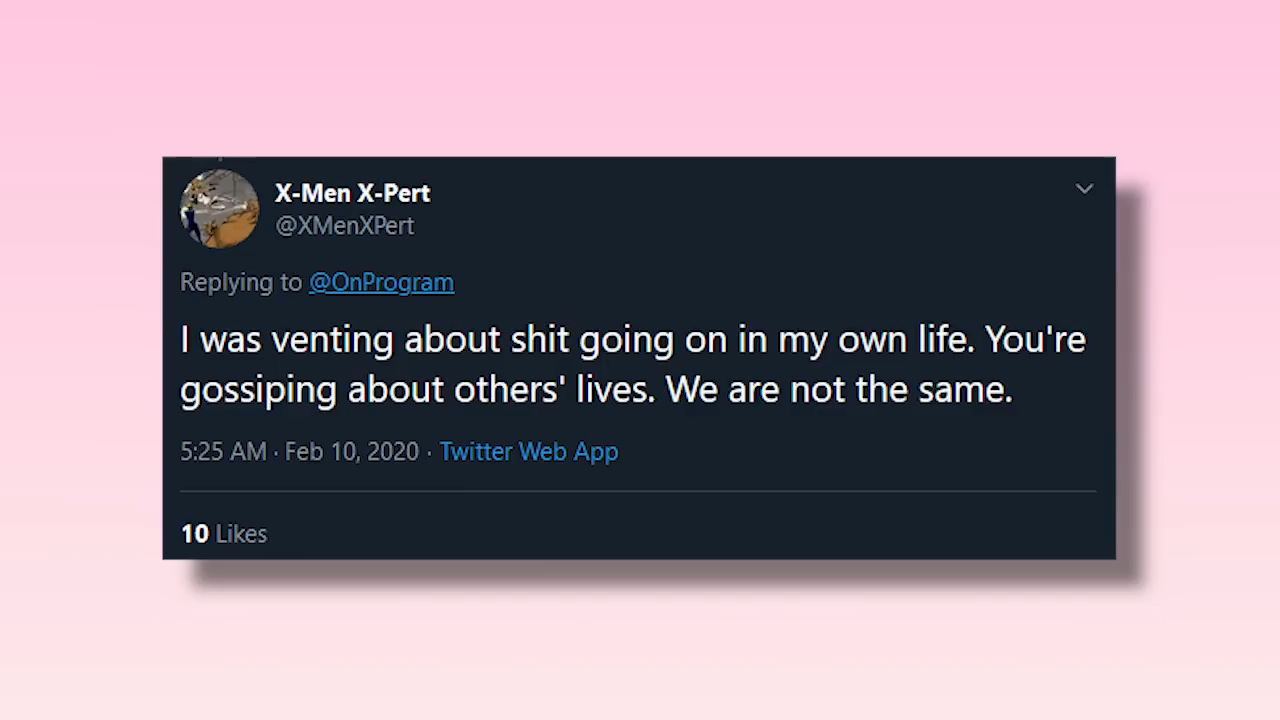 X-Men X-Pert
@XMenXPert
Replying to @OnProgram
I was venting about shit going on in my own life. You're
gossiping about others' lives. We are not the same.
5:25 AM · Feb 10, 2020 · Twitter Web App
10 Likes